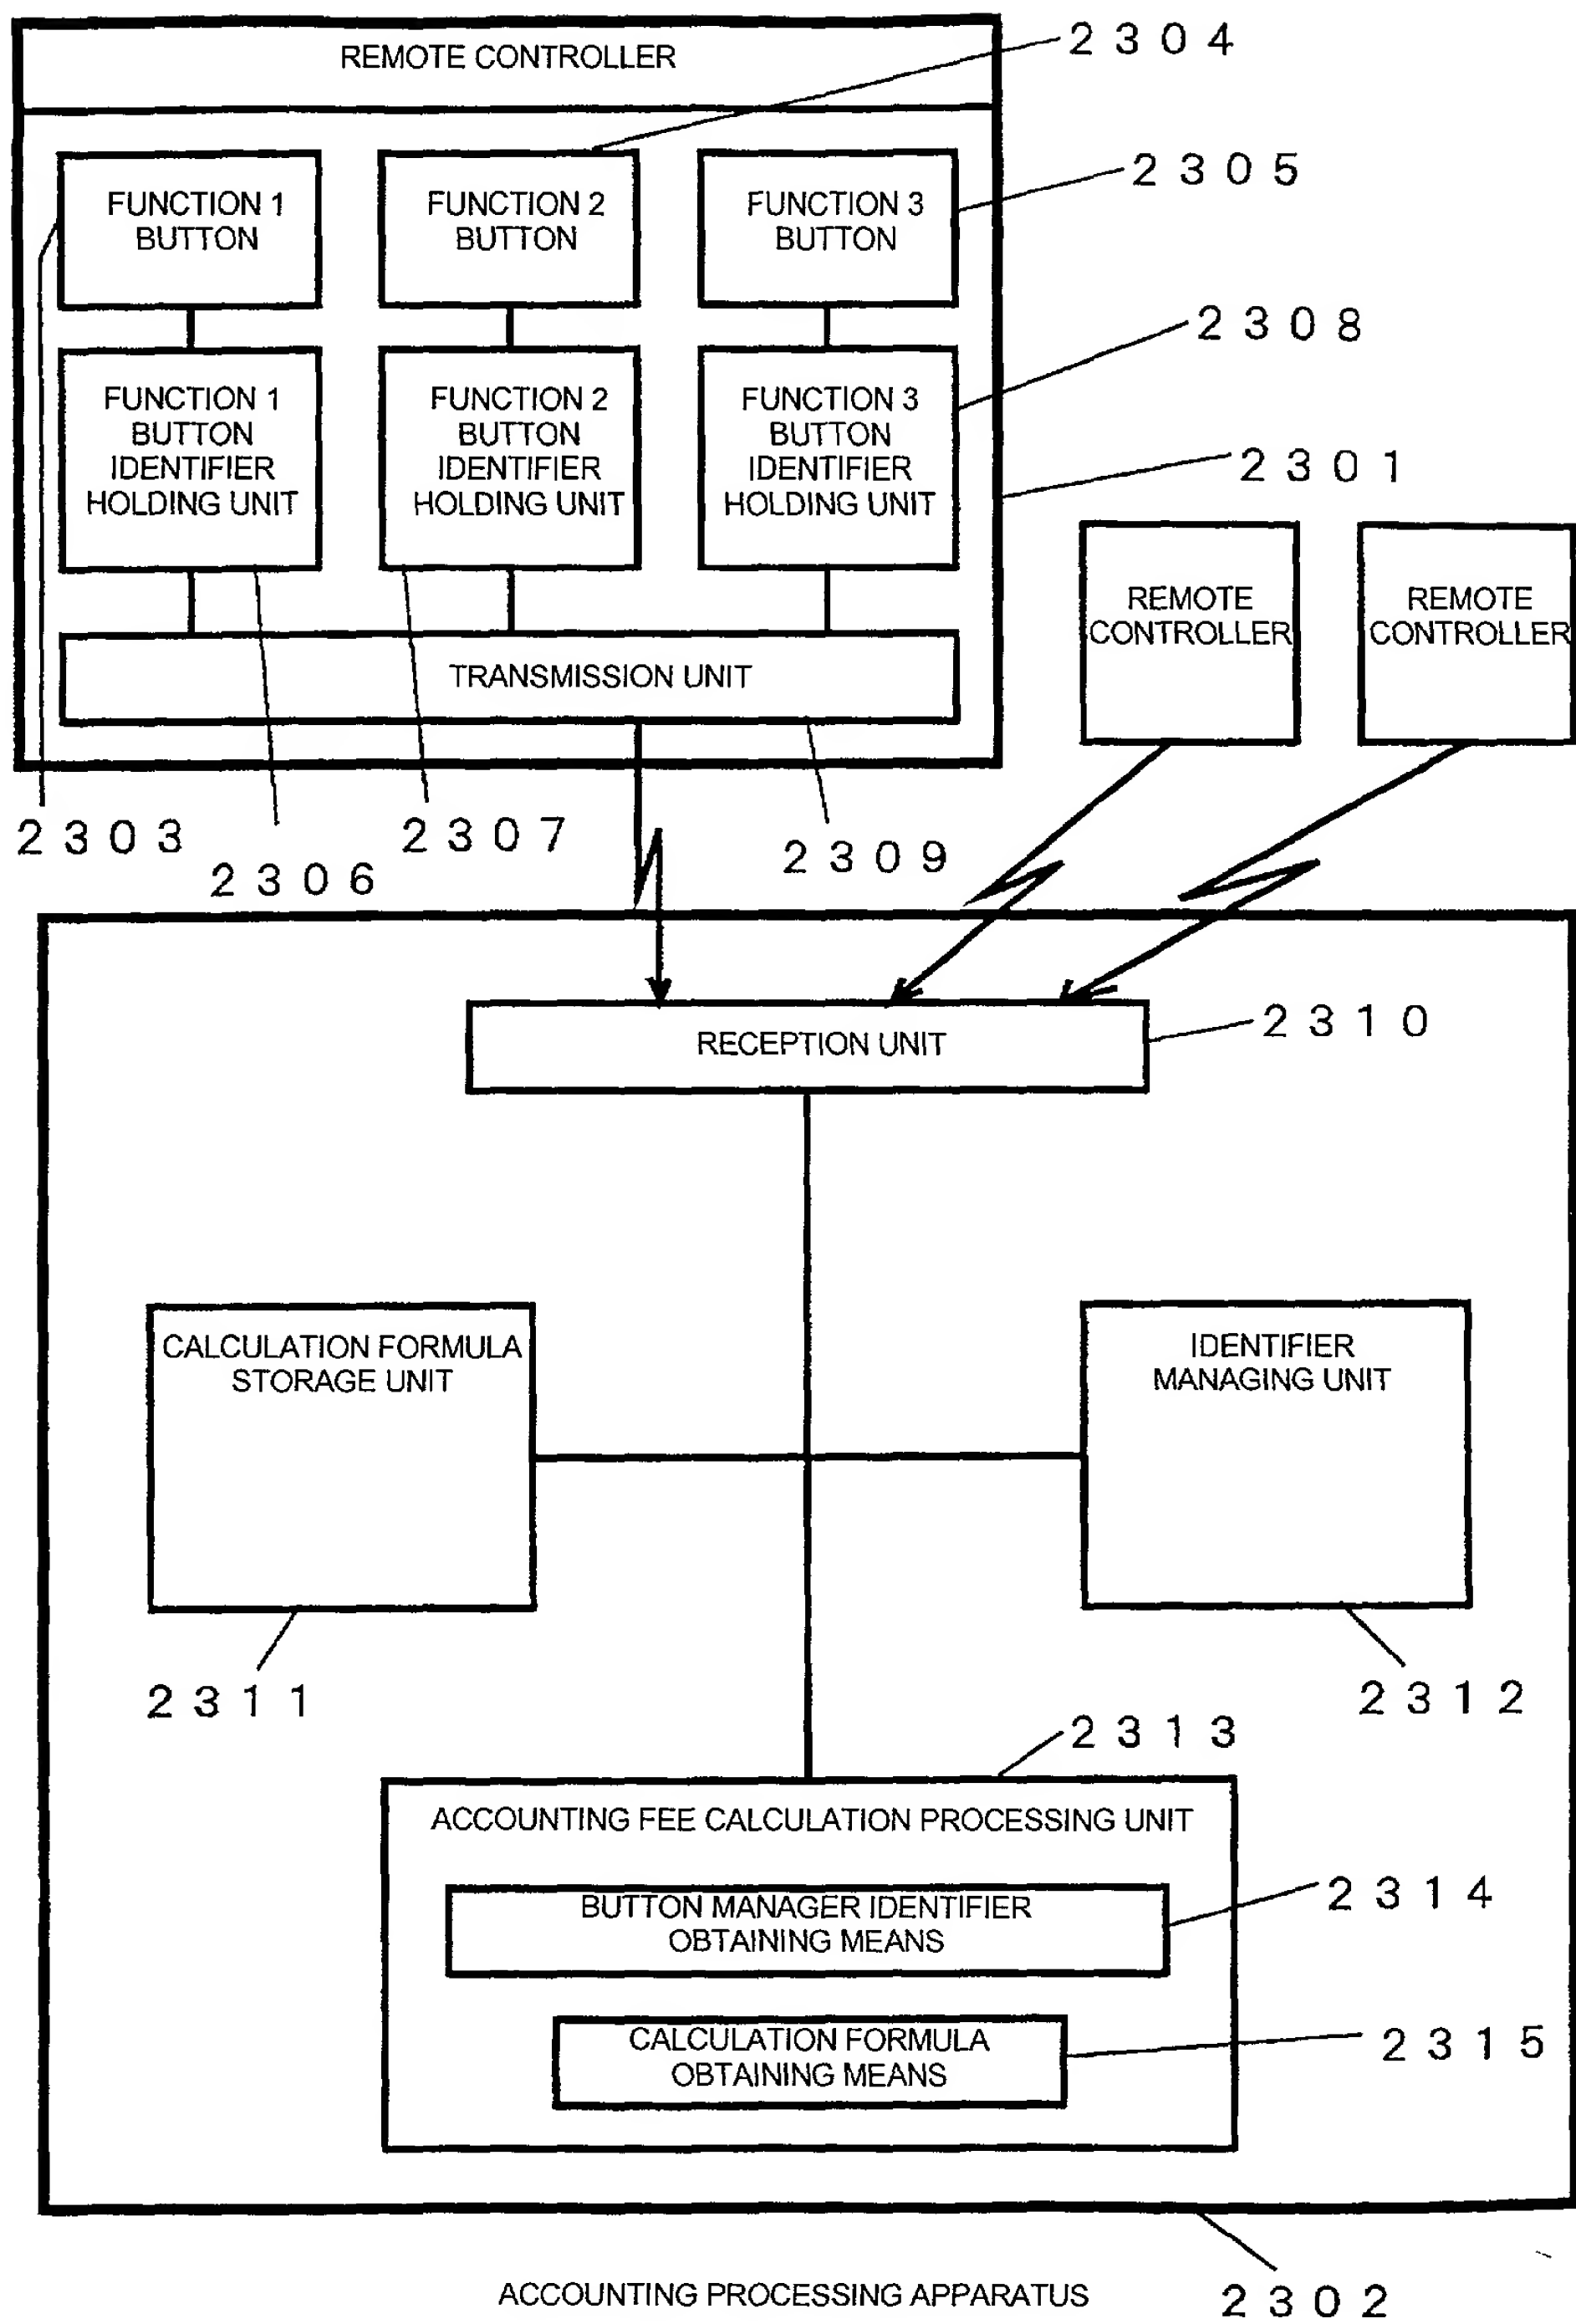 REMOTE CONTROLLER
2304
FUNCTION 1
BUTTON
FUNCTION 2
BUTTON
FUNCTION 3
BUTTON
2305
2308
FUNCTION 1
BUTTON
IDENTIFIER
HOLDING UNIT
FUNCTION 2
BUTTON
IDENTIFIER
HOLDING UNIT
FUNCTION 3
BUTTON
IDENTIFIER
HOLDING UNIT
2301
REMOTE
CONTROLLER
REMOTE
CONTROLLER
TRANSMISSION UNIT
2303
2306
2307
2309
RECEPTION UNIT
2310
CALCULATION FORMULA
STORAGE UNIT
IDENTIFIER
MANAGING UNIT
2311
2312
2313
ACCOUNTING FEE CALCULATION PROCESSING UNIT
BUTTON MANAGER IDENTIFIER
OBTAINING MEANS
2314
CALCULATION FORMULA
OBTAINING MEANS
2315
ACCOUNTING PROCESSING APPARATUS
2302